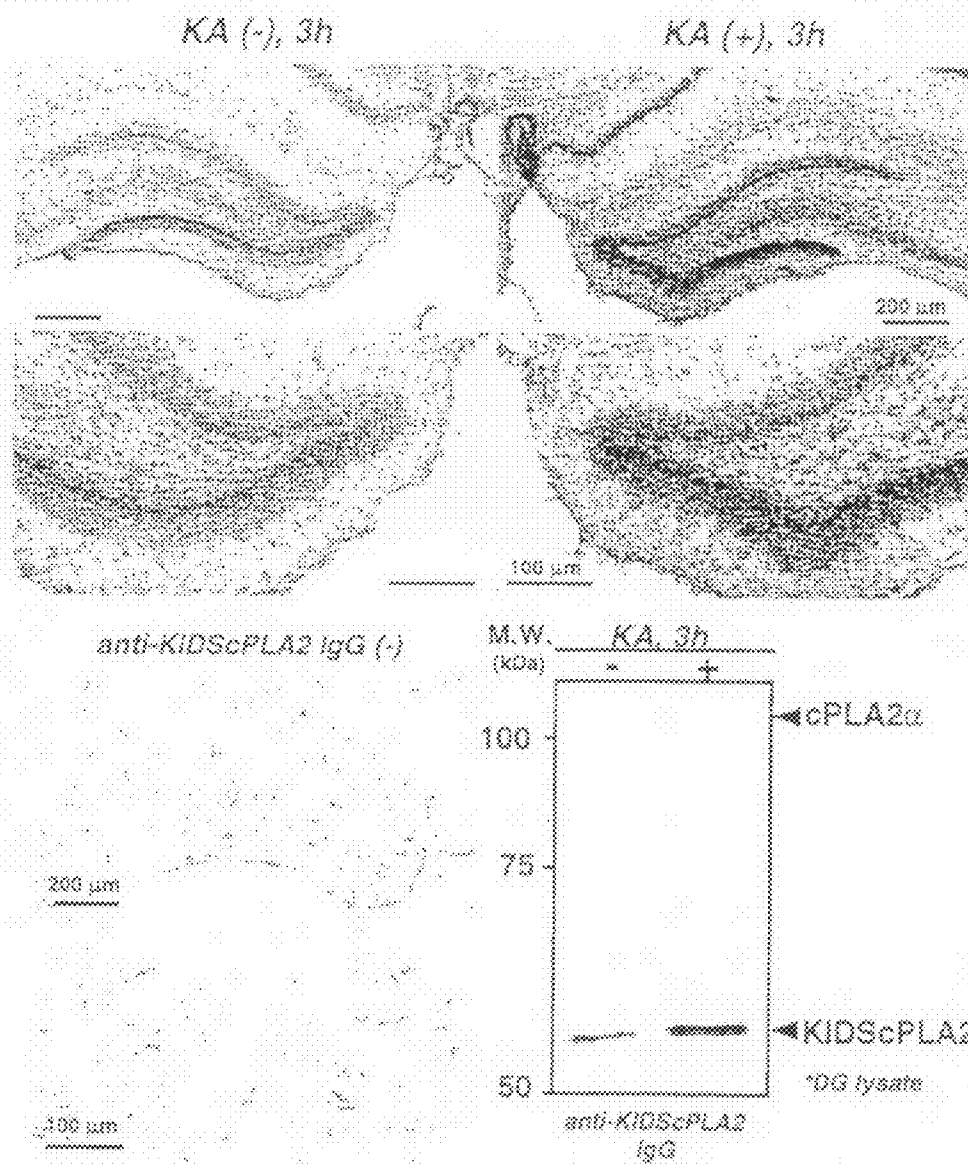 KA (-), 3h
KA (+), 3h
200 μm
100 μm
anti-KIDScPLA2 IgG (-)
200 μm
100 μm
M.W.
(kDa)
KA, 3h
- +
100
75
50
cPLA2α
KIDScPLA2
*DG lysate
anti-KIDScPLA2
IgG